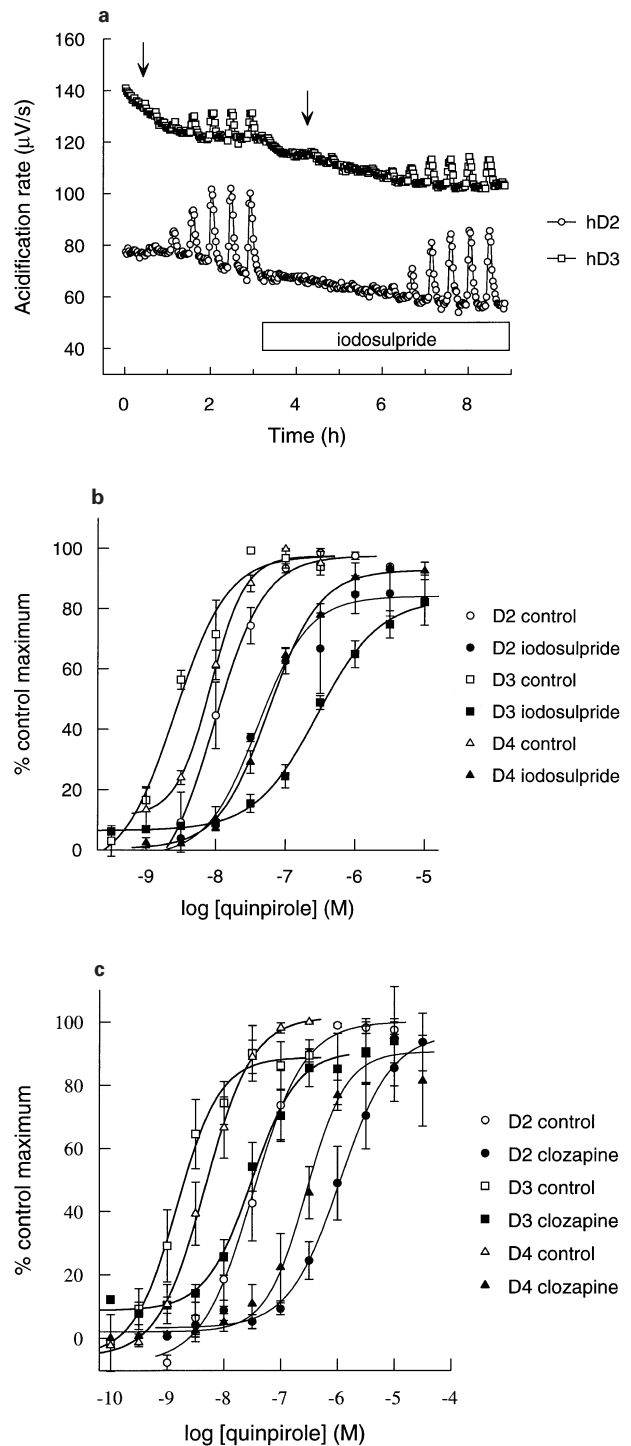 a
160
140
120
100
80
60
40
Acidification rate (µV/s)
hD2
hD3
iodosulpride
0 2 4 6 8
Time (h)
b
100
80
60
40
20
0
% control maximum
D2 control
D2 iodosulpride
D3 control
D3 iodosulpride
D4 control
D4 iodosulpride
-9 -8 -7 -6 -5
log [quinpirole] (M)
c
100
80
60
40
20
0
% control maximum
D2 control
D2 clozapine
D3 control
D3 clozapine
D4 control
D4 clozapine
-10 -9 -8 -7 -6 -5 -4
log [quinpirole] (M)